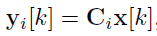 y_i[k] = C_i x[k],